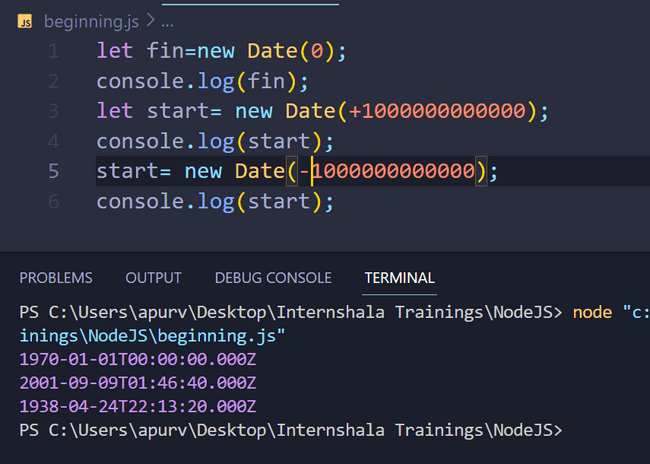 JS beginning.js > ...
1 let fin=new Date(0);
2 console.log(fin);
3 let start= new Date(+1000000000000);
4 console.log(start);
5 start= new Date(-1000000000000);
6 console.log(start);
PROBLEMS OUTPUT DEBUG CONSOLE TERMINAL
PS C:\Users\apurv\Desktop\Internshala Trainings\NodeJS> node "c:
inings\NodeJS\beginning.js"
1970-01-01T00:00:00.000Z
2001-09-09T01:46:40.000Z
1938-04-24T22:13:20.000Z
PS C:\Users\apurv\Desktop\Internshala Trainings\NodeJS>